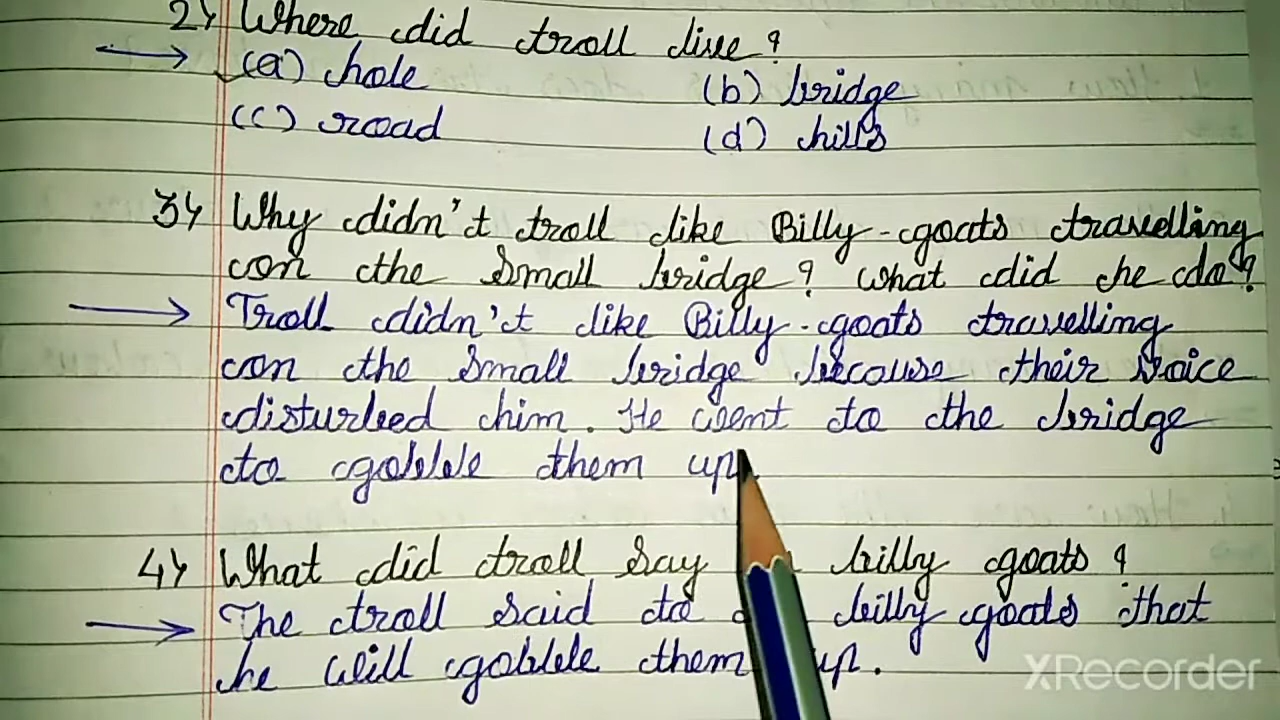 2) Where did troll live?
(a) hole (b) bridge
(c) road (d) hills
3) Why didn't troll like Billy-goats travelling
on the small bridge? What did he do?
Troll didn't like Billy-goats travelling
on the small bridge because their voice
disturbed him. He went to the bridge
to gobble them up
4) What did troll say billy goats?
The troll said to billy goats that
he will gobble them up.
XRecorder